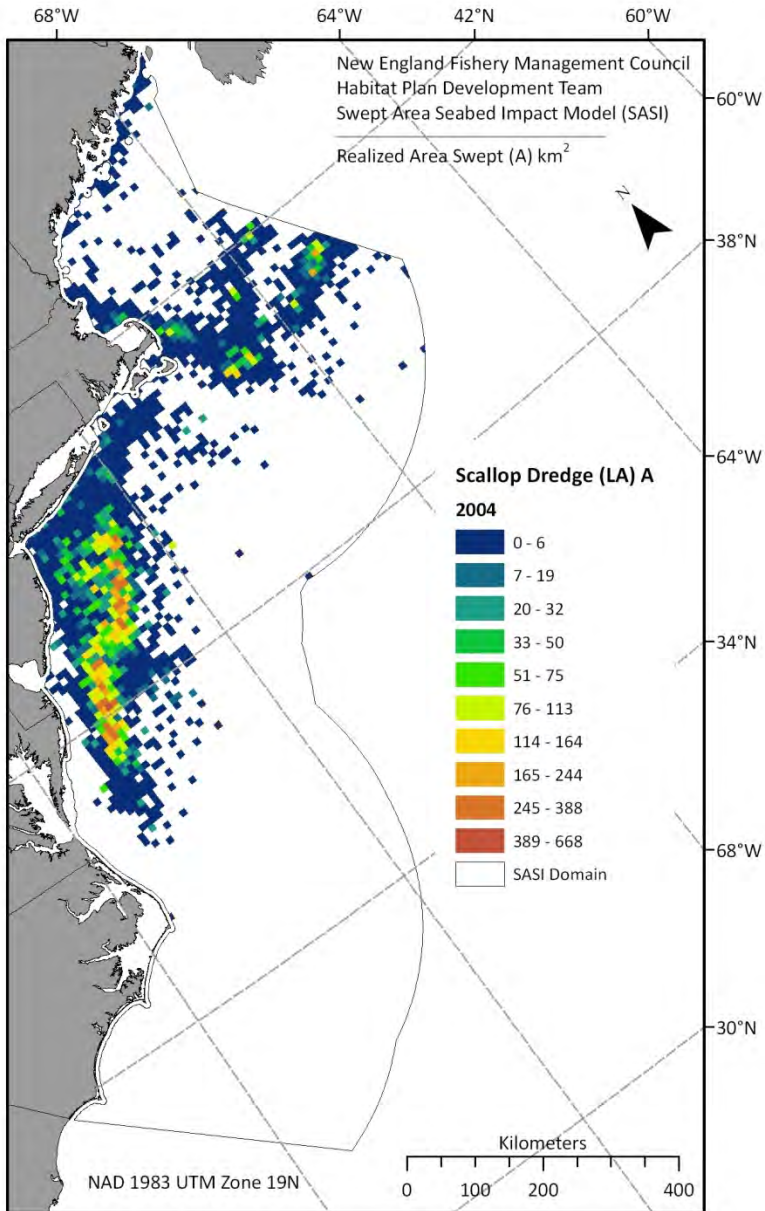 68°W 64°W 42°N 60°W
New England Fishery Management Council
Habitat Plan Development Team
Swept Area Seabed Impact Model (SASI)
Realized Area Swept (A) km²
60°W
N
38°N
64°W
Scallop Dredge (LA) A
2004
0 - 6
7 - 19
20 - 32
33 - 50
51 - 75
76 - 113
114 - 164
165 - 244
245 - 388
389 - 668
SASI Domain
34°N
68°W
30°N
Kilometers
0 100 200 400
NAD 1983 UTM Zone 19N